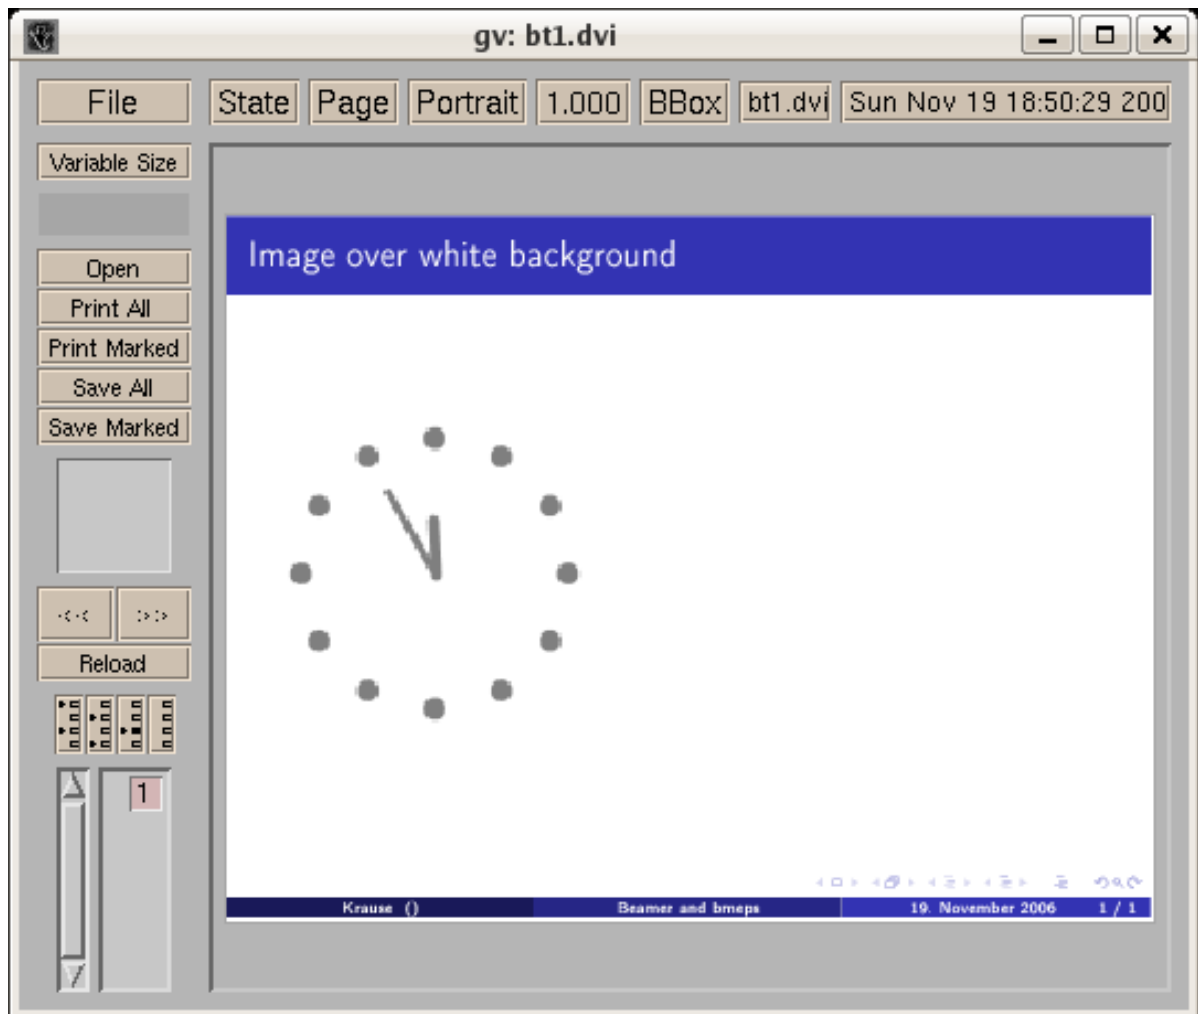 gv: bt1.dvi
File
State Page Portrait 1.000 BBox bt1.dvi Sun Nov 19 18:50:29 200
Variable Size
Open
Print All
Print Marked
Save All
Save Marked
<< >>
Reload
1
Image over white background
Krause () Beamer and bmeps 19. November 2006 1 / 1